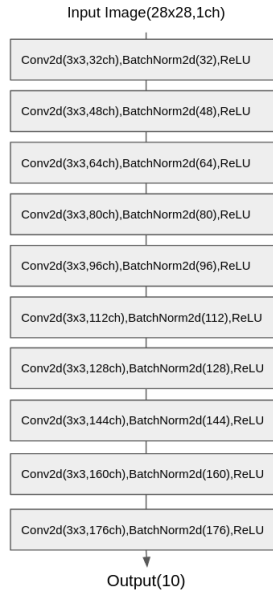 Input Image(28x28,1ch)
Conv2d(3x3,32ch),BatchNorm2d(32),ReLU
Conv2d(3x3,48ch),BatchNorm2d(48),ReLU
Conv2d(3x3,64ch),BatchNorm2d(64),ReLU
Conv2d(3x3,80ch),BatchNorm2d(80),ReLU
Conv2d(3x3,96ch),BatchNorm2d(96),ReLU
Conv2d(3x3,112ch),BatchNorm2d(112),ReLU
Conv2d(3x3,128ch),BatchNorm2d(128),ReLU
Conv2d(3x3,144ch),BatchNorm2d(144),ReLU
Conv2d(3x3,160ch),BatchNorm2d(160),ReLU
Conv2d(3x3,176ch),BatchNorm2d(176),ReLU
Output(10)